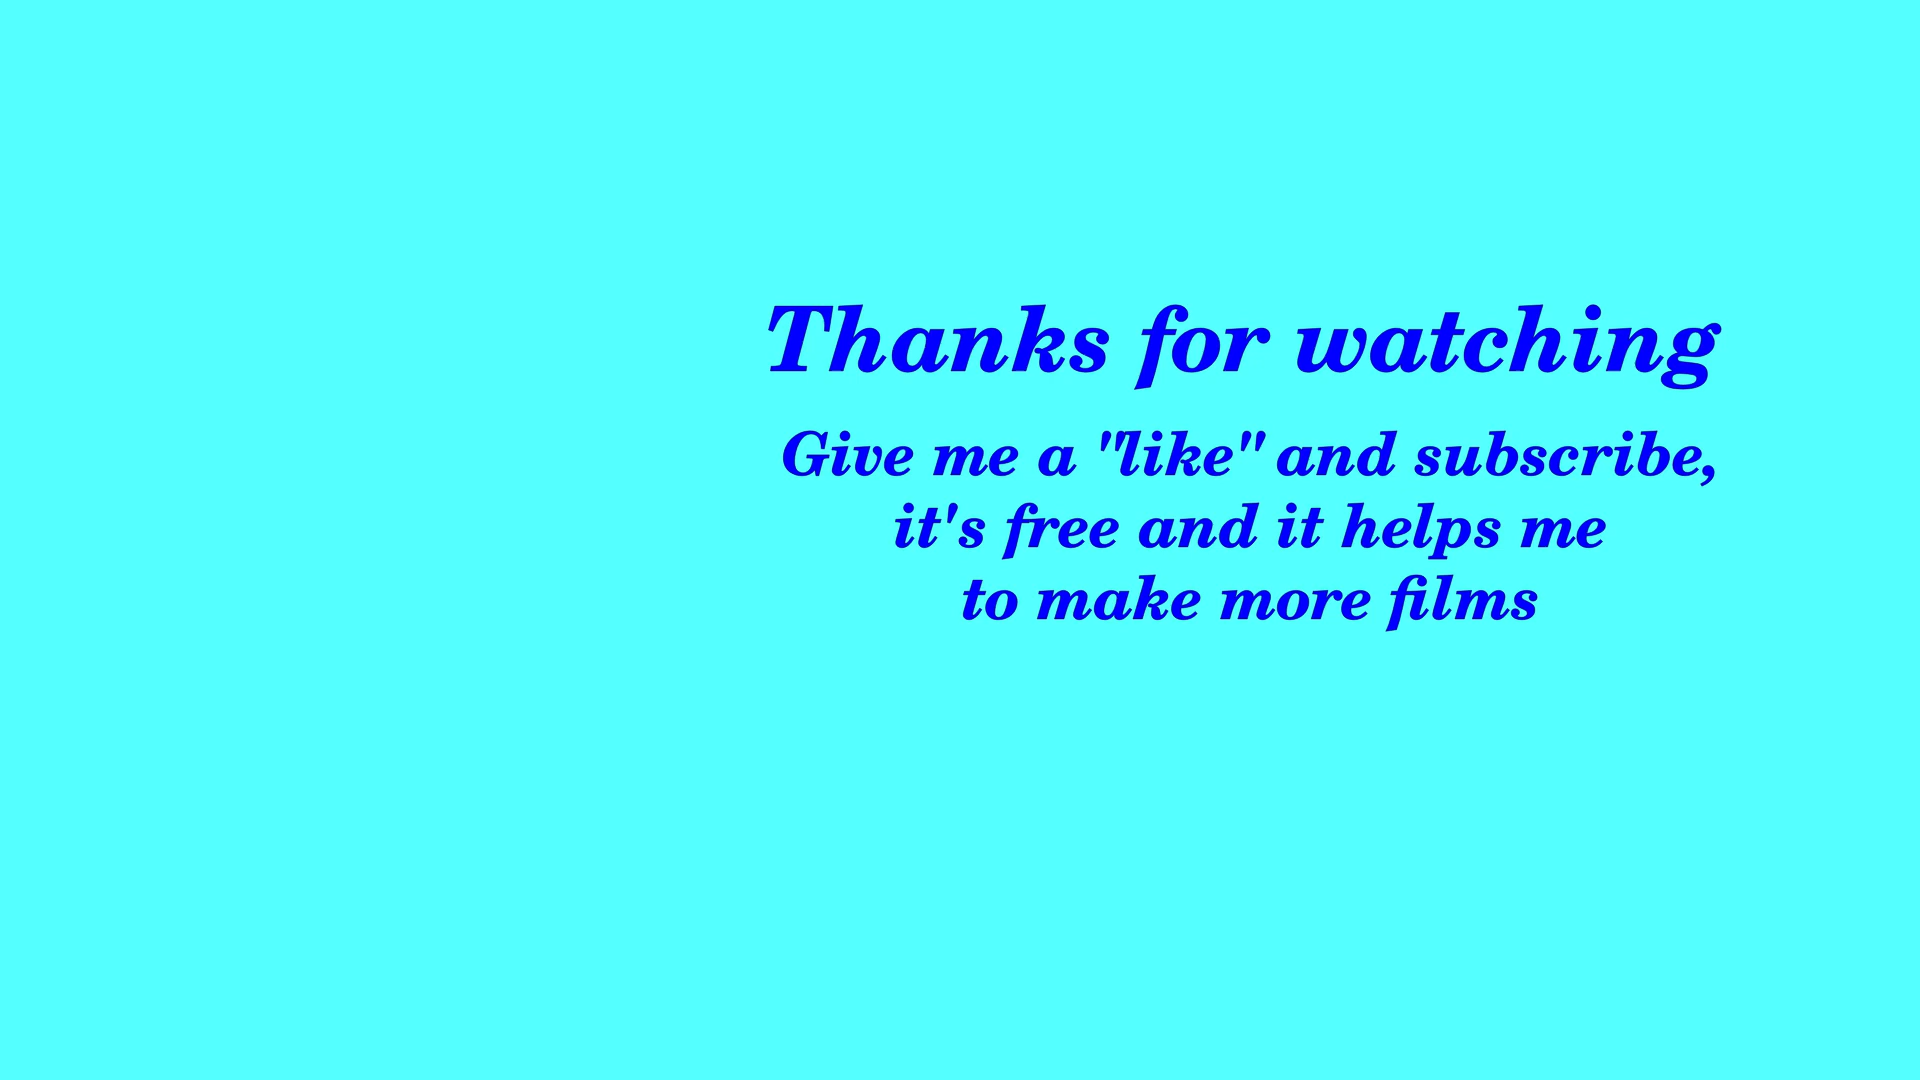 Thanks for watching
Give me a "like" and subscribe,
it's free and it helps me
to make more films